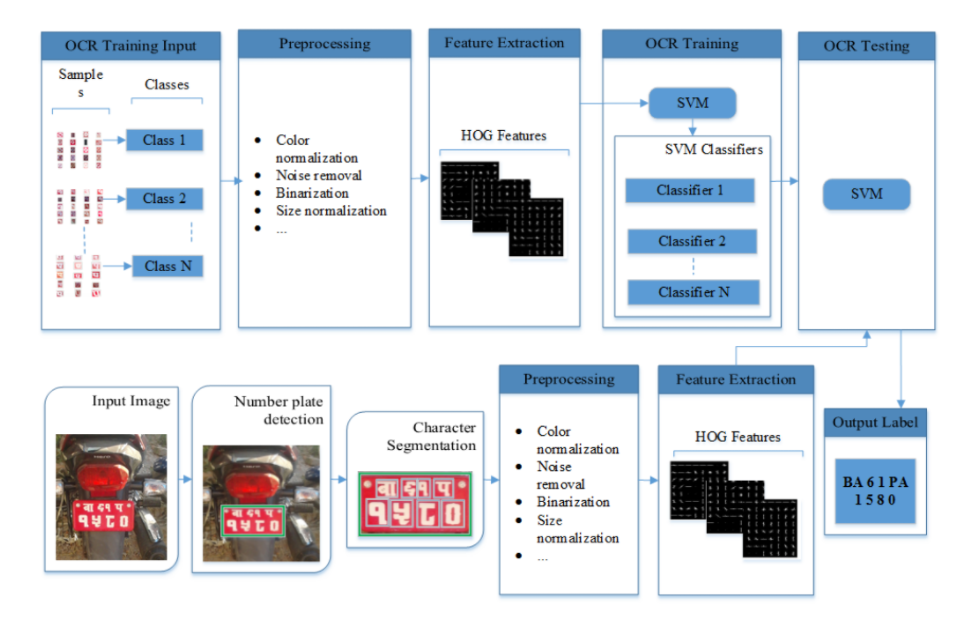 OCR Training Input
Sample
s
Classes
Class 1
Class 2
Class N
Preprocessing
• Color
normalization
• Noise removal
• Binarization
• Size normalization
• ...
Feature Extraction
HOG Features
OCR Training
SVM
SVM Classifiers
Classifier 1
Classifier 2
Classifier N
OCR Testing
SVM
Input Image
बा ६१ प
१५८०
Number plate
detection
बा ६१ प
१५८०
Character
Segmentation
बा ६१ प
१५८०
Preprocessing
• Color
normalization
• Noise
removal
• Binarization
• Size
normalization
• ...
Feature Extraction
HOG Features
Output Label
BA 6 1 PA
1 5 8 0